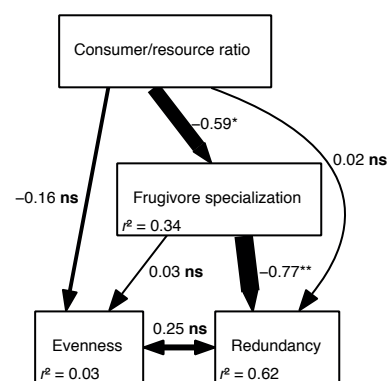 Consumer/resource ratio
−0.59*
0.02 ns
−0.16 ns
Frugivore specialization
r² = 0.34
0.03 ns
−0.77**
0.25 ns
Evenness
r² = 0.03
Redundancy
r² = 0.62